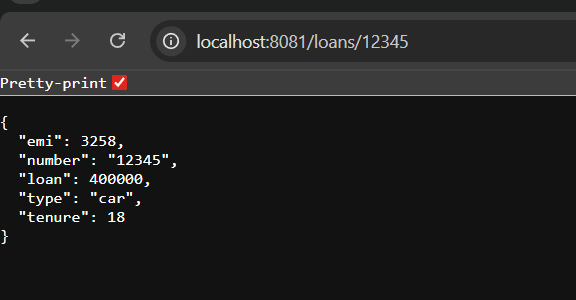 localhost:8081/loans/12345
Pretty-print
{
  "emi": 3258,
  "number": "12345",
  "loan": 400000,
  "type": "car",
  "tenure": 18
}